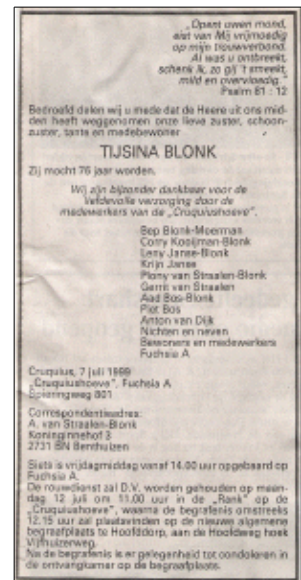 „Opent uwen mond,
eist van Mij vrijmoedig
op mijn trouwverbond.
Al wat u ontbreekt,
schenk Ik, zo gij 't smeekt,
mild en overvloedig."
Psalm 81 : 12
Bedroefd delen wij u mede dat de Heere uit ons mid-
den heeft weggenomen onze lieve zuster, schoon-
zuster, tante en medebewoner
TIJSINA BLONK
Zij mocht 76 jaar worden.
Wij zijn bijzonder dankbaar voor de
liefdevolle verzorging door de
medewerkers van de „Cruquiushoeve".
Bep Blonk-Moerman
Corry Kooijman-Blonk
Leny Janse-Blonk
Krijn Janse
Plony van Straalen-Blonk
Gerrit van Straalen
Aad Bos-Blonk
Piet Bos
Anton van Dijk
Nichten en neven
Bewoners en medewerkers
Fuchsia A
Cruquius, 7 juli 1999
„Cruquiushoeve", Fuchsia A
Spieringweg 801
Correspondentieadres:
A. van Straalen-Blonk
Koninginnehof 3
2731 BN Benthuizen
is vrijdagmiddag vanaf 14.00 uur opgebaard op
Fuchsia A.
De rouwdienst zal D.V. worden gehouden op maan-
dag 12 juli om 11.00 uur in de „Rank" op de
„Cruquiushoeve", waarna de begrafenis omstreeks
12.15 uur zal plaatsvinden op de nieuwe algemene
begraafplaats te Hoofddorp, aan de Hoofdweg hoek
Vijfhuizerweg.
Na de begrafenis is er gelegenheid tot condoleren in
de ontvangkamer op de begraafplaats.